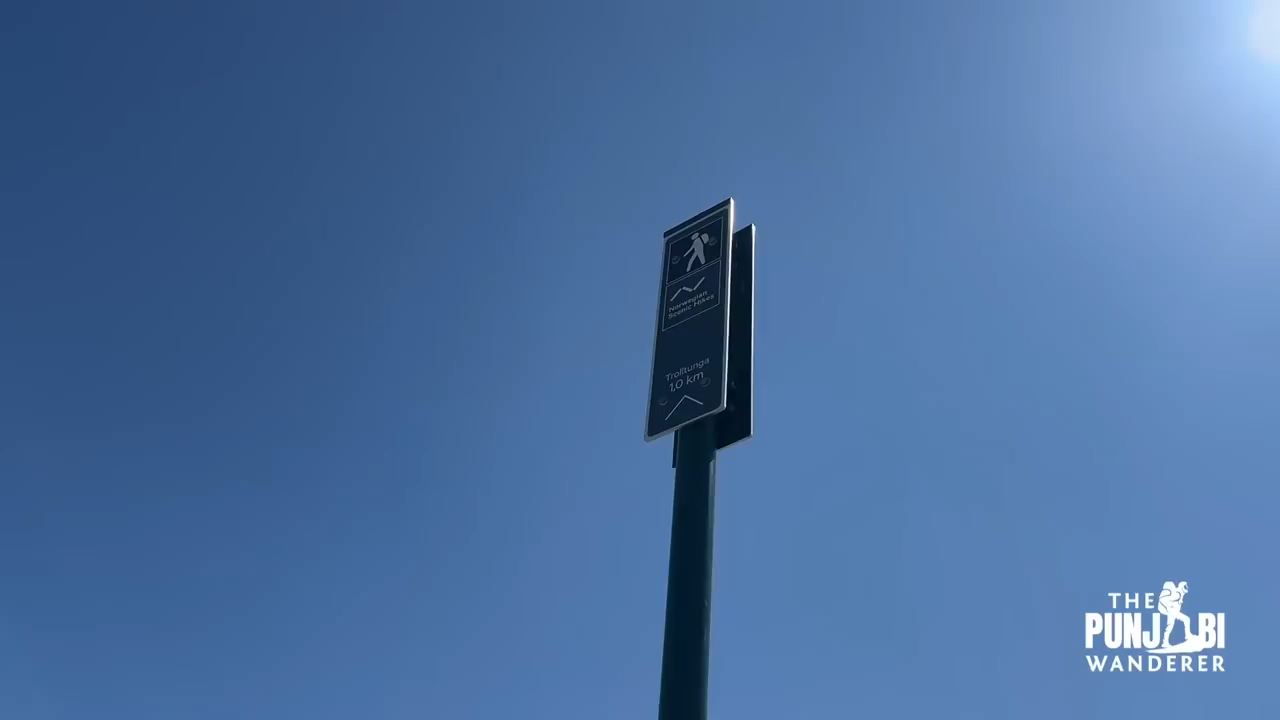 Norwegian
Scenic Hikes
Trolltunga
1,0 km
THE
PUNJABI
WANDERER